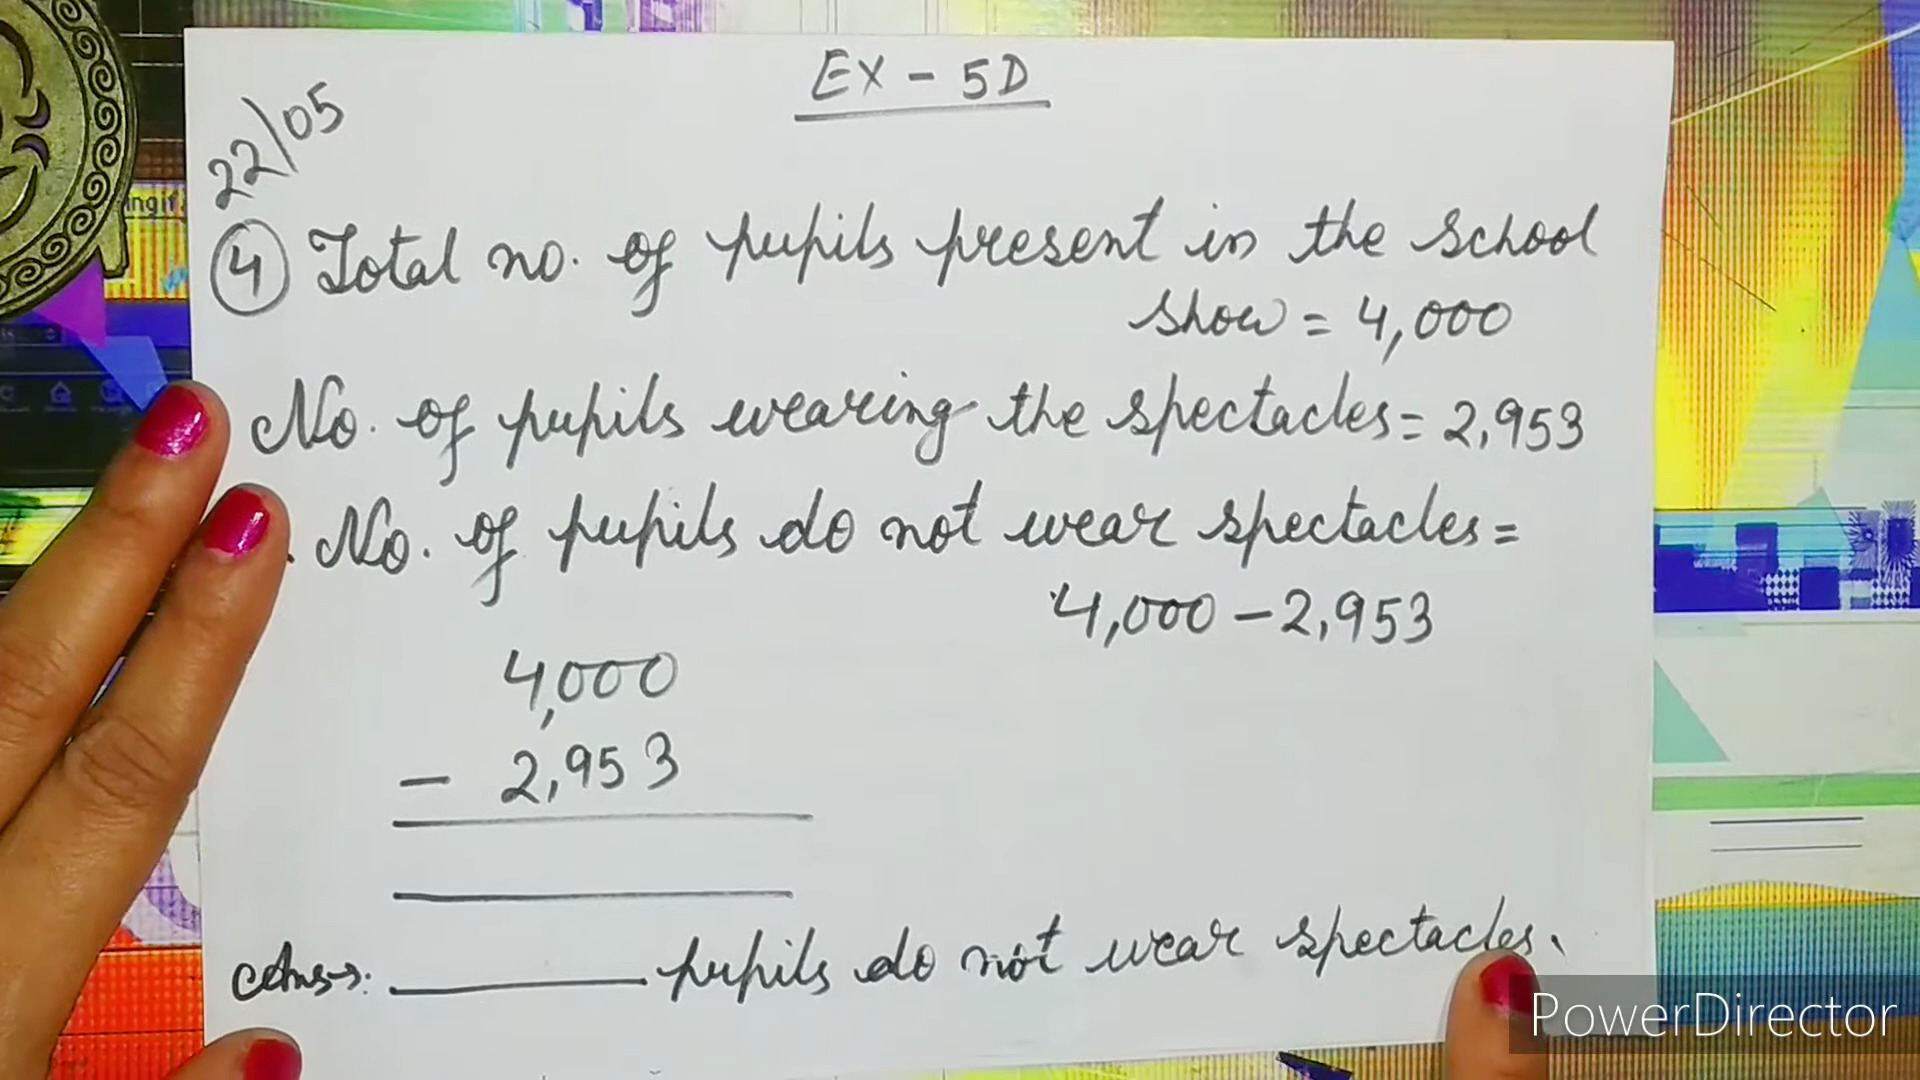 EX - 5D
22/05
④ Total no. of pupils present in the school
show = 4,000
No. of pupils wearing the spectacles = 2,953
No. of pupils do not wear spectacles =
4,000 - 2,953
4,000
- 2,953
Ans→: ________ pupils do not wear spectacles.
PowerDirector